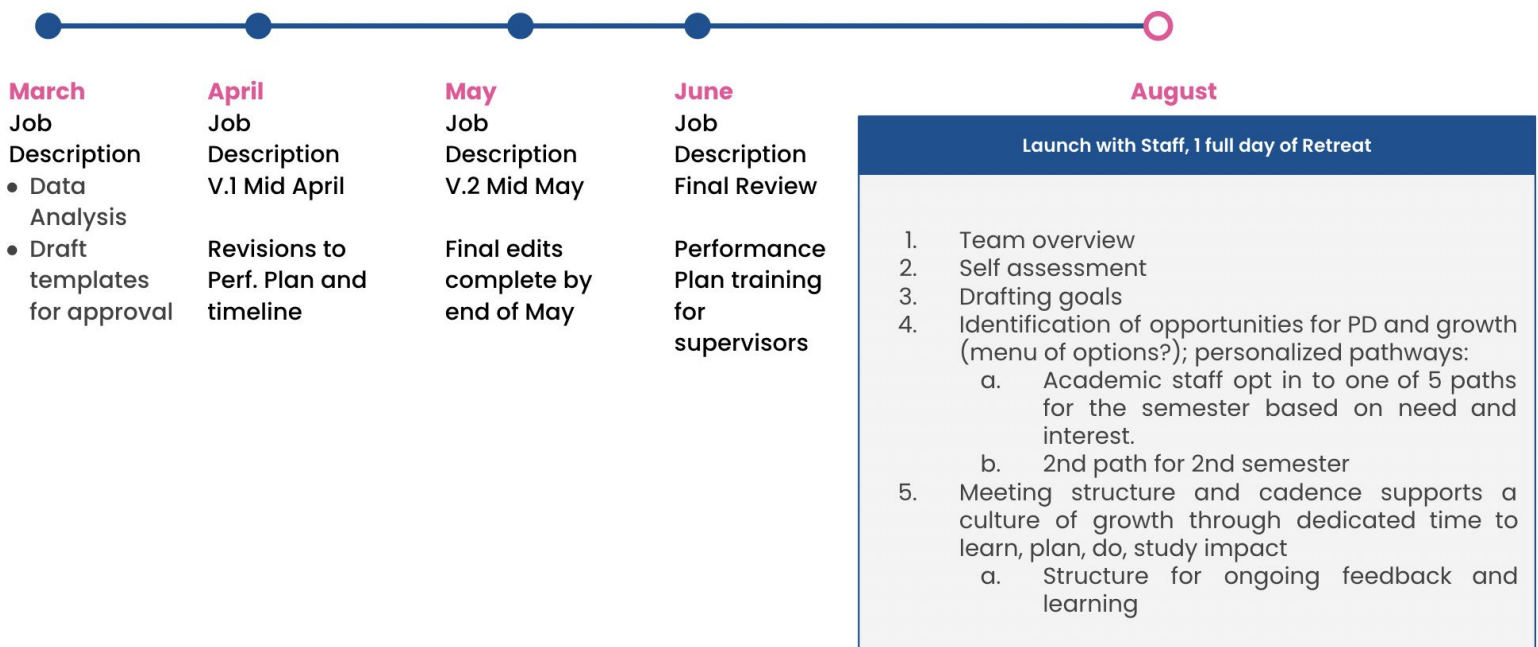 March
Job
Description
• Data
Analysis
• Draft
templates
for approval
April
Job
Description
V.1 Mid April
Revisions to
Perf. Plan and
timeline
May
Job
Description
V.2 Mid May
Final edits
complete by
end of May
June
Job
Description
Final Review
Performance
Plan training
for
supervisors
August
Launch with Staff, 1 full day of Retreat
1. Team overview
2. Self assessment
3. Drafting goals
4. Identification of opportunities for PD and growth
(menu of options?); personalized pathways:
a. Academic staff opt in to one of 5 paths
for the semester based on need and
interest.
b. 2nd path for 2nd semester
5. Meeting structure and cadence supports a
culture of growth through dedicated time to
learn, plan, do, study impact
a. Structure for ongoing feedback and
learning